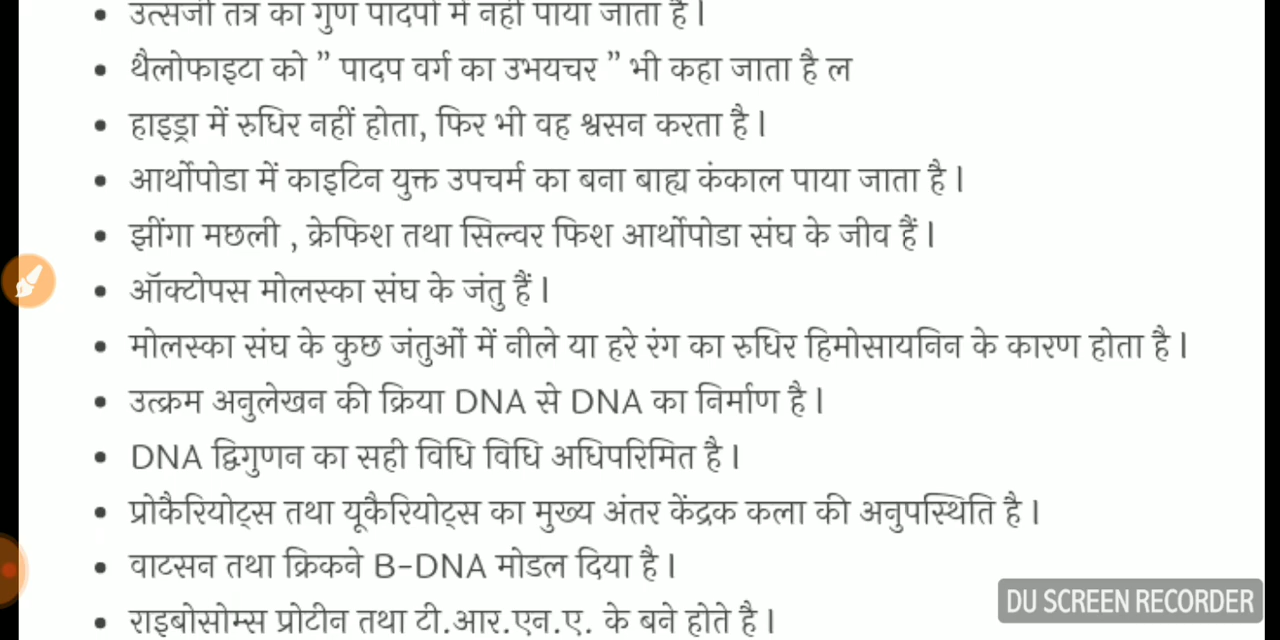 उत्सर्जी तंत्र का गुण पादपों में नहीं पाया जाता है।
थैलोफाइटा को ” पादप वर्ग का उभयचर ” भी कहा जाता है ल
हाइड्रा में रुधिर नहीं होता, फिर भी वह श्वसन करता है।
आर्थोपोडा में काइटिन युक्त उपचर्म का बना बाह्य कंकाल पाया जाता है।
झींगा मछली , क्रेफिश तथा सिल्वर फिश आर्थोपोडा संघ के जीव हैं।
ऑक्टोपस मोलस्का संघ के जंतु हैं।
मोलस्का संघ के कुछ जंतुओं में नीले या हरे रंग का रुधिर हिमोसायनिन के कारण होता है।
उत्क्रम अनुलेखन की क्रिया DNA से DNA का निर्माण है।
DNA द्विगुणन का सही विधि विधि अधिपरिमित है।
प्रोकैरियोट्स तथा यूकैरियोट्स का मुख्य अंतर केंद्रक कला की अनुपस्थिति है।
वाटसन तथा क्रिकने B-DNA मोडल दिया है।
राइबोसोम्स प्रोटीन तथा टी.आर.एन.ए. के बने होते है।
DU SCREEN RECORDER